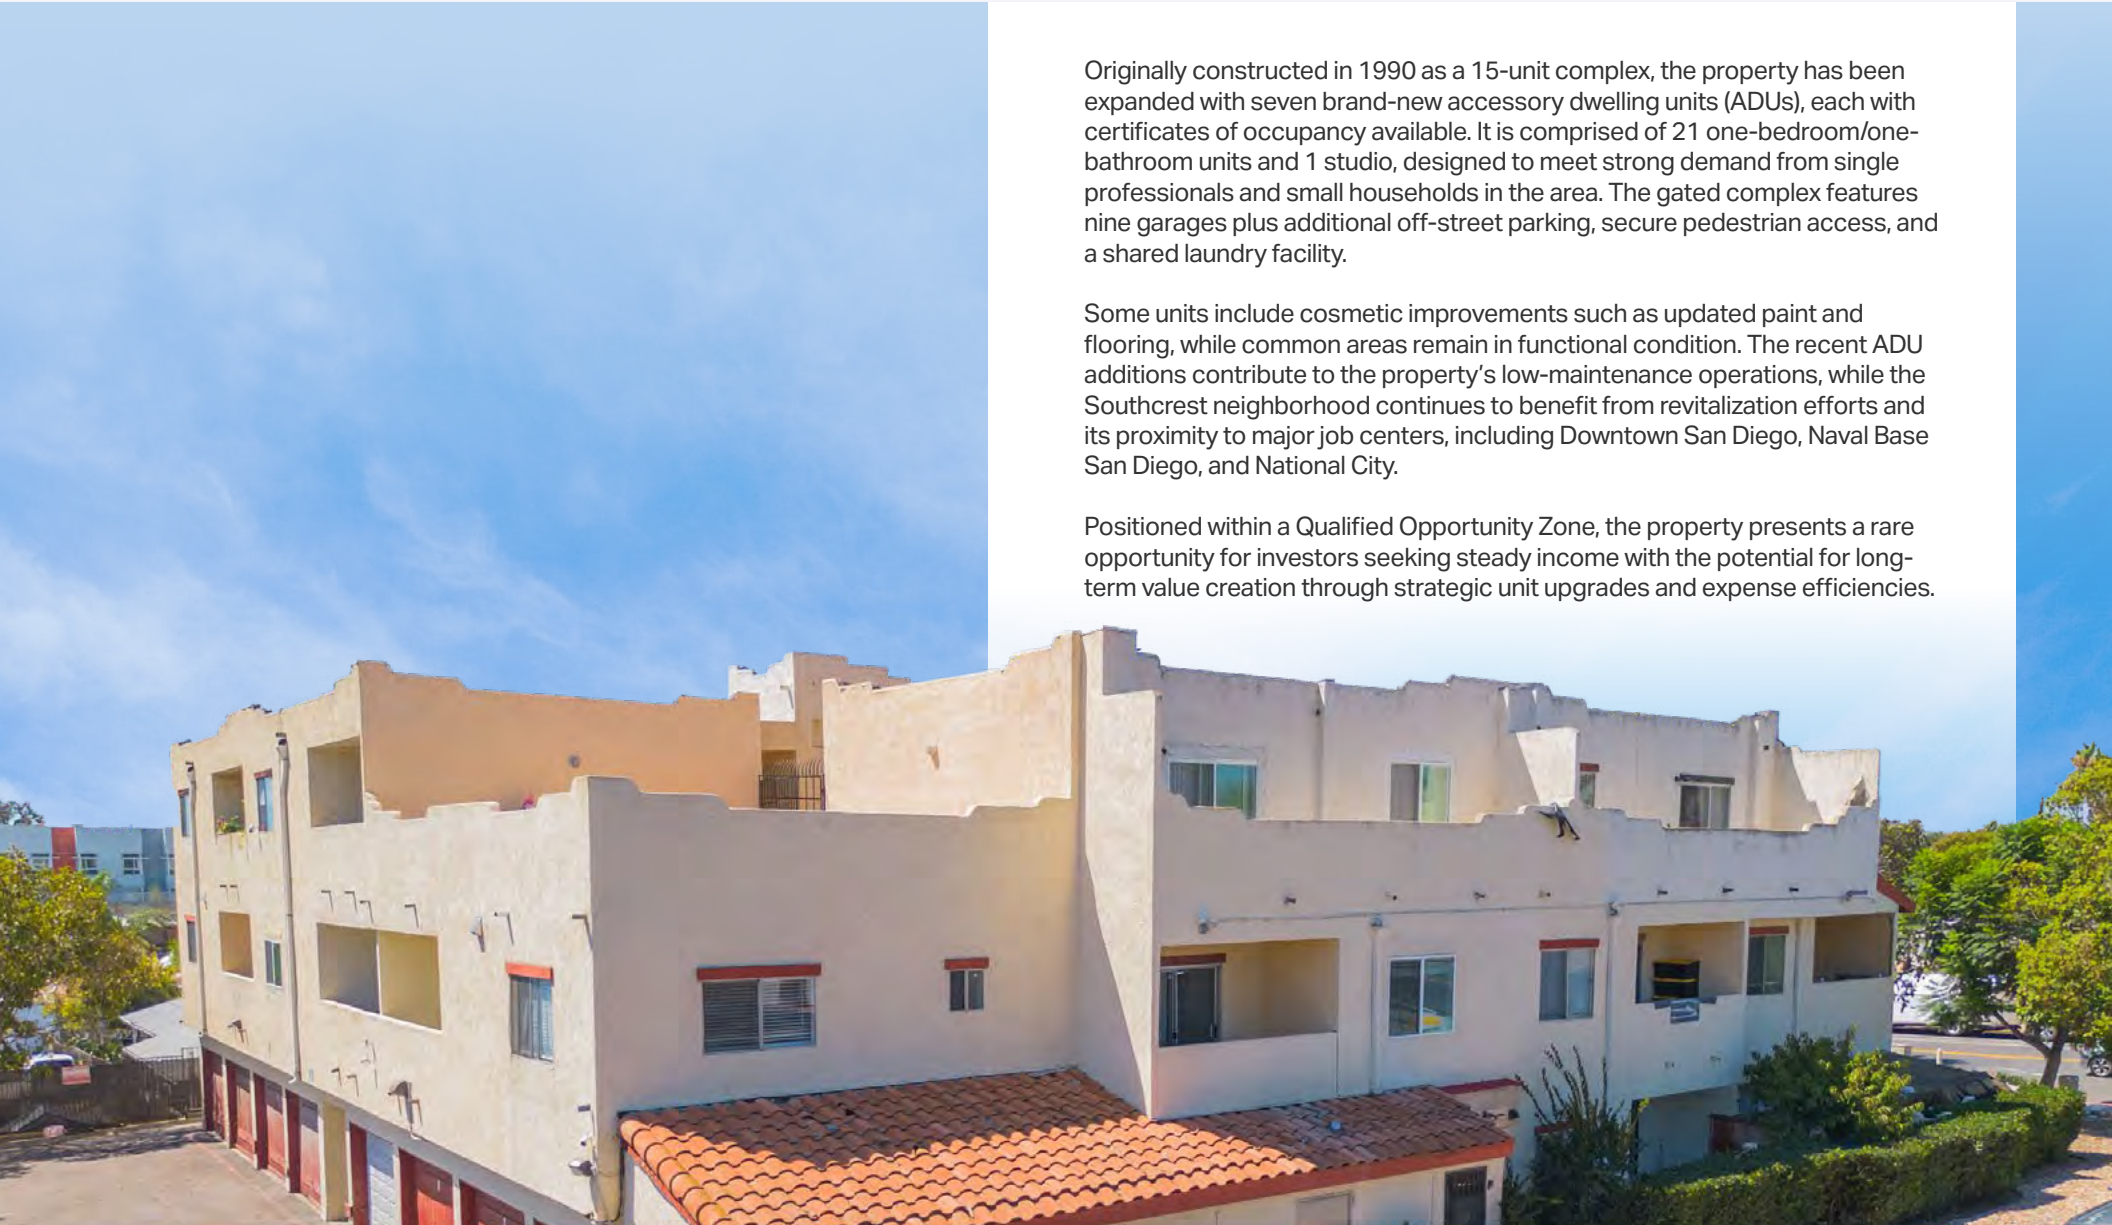 Originally constructed in 1990 as a 15-unit complex, the property has been
expanded with seven brand-new accessory dwelling units (ADUs), each with
certificates of occupancy available. It is comprised of 21 one-bedroom/one-
bathroom units and 1 studio, designed to meet strong demand from single
professionals and small households in the area. The gated complex features
nine garages plus additional off-street parking, secure pedestrian access, and
a shared laundry facility.
Some units include cosmetic improvements such as updated paint and
flooring, while common areas remain in functional condition. The recent ADU
additions contribute to the property's low-maintenance operations, while the
Southcrest neighborhood continues to benefit from revitalization efforts and
its proximity to major job centers, including Downtown San Diego, Naval Base
San Diego, and National City.
Positioned within a Qualified Opportunity Zone, the property presents a rare
opportunity for investors seeking steady income with the potential for long-
term value creation through strategic unit upgrades and expense efficiencies.